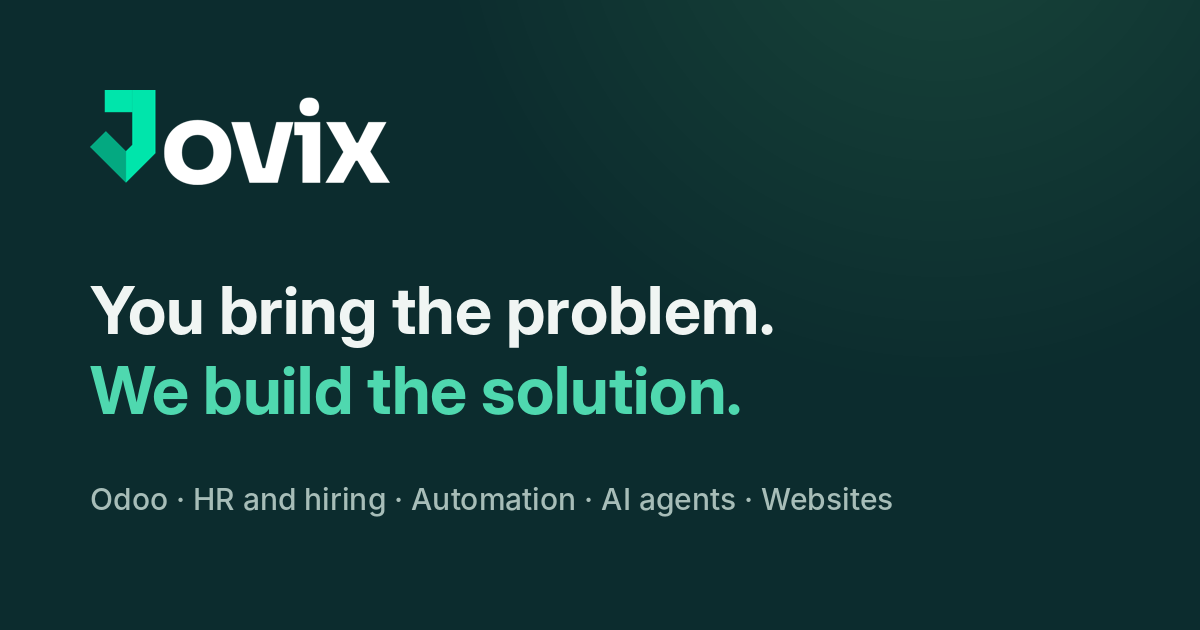 Jovix
You bring the problem.
We build the solution.
Odoo · HR and hiring · Automation · AI agents · Websites